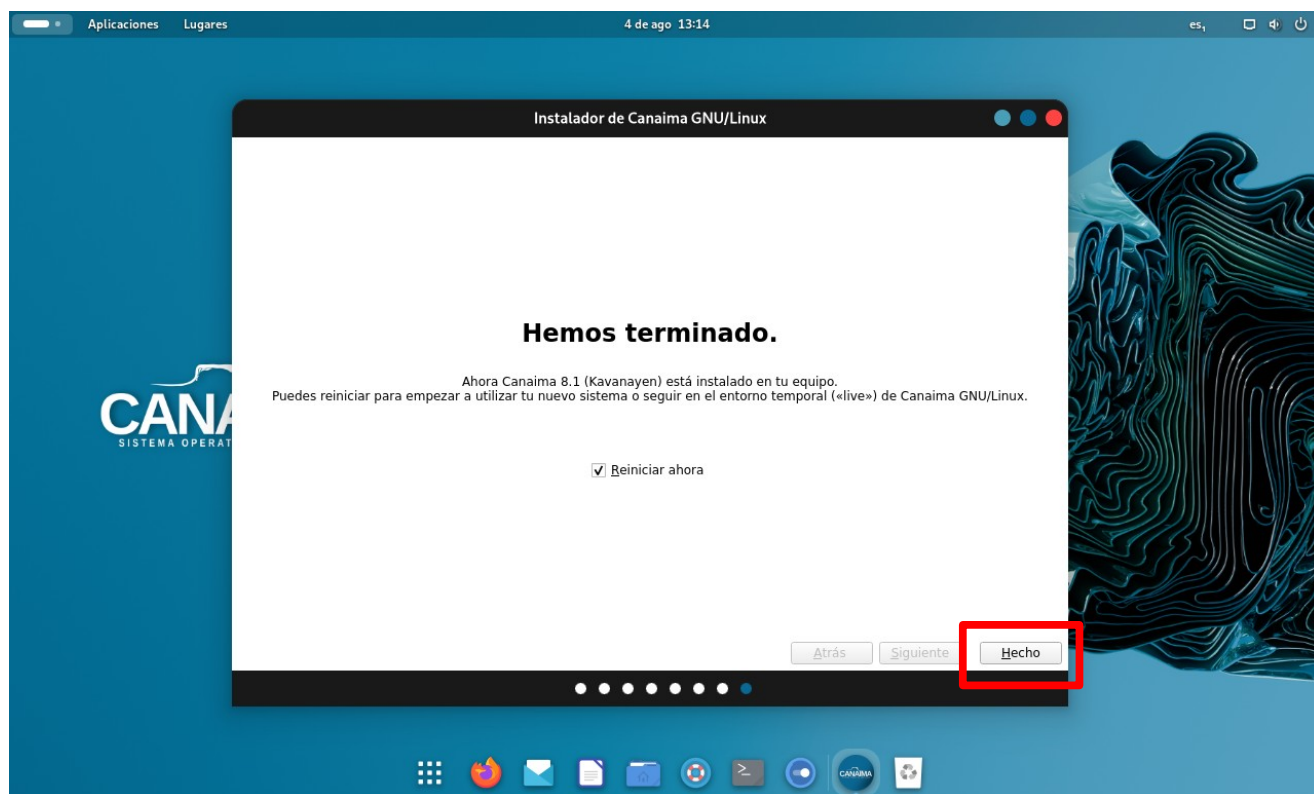 Aplicaciones Lugares 4 de ago 13:14 es₁
Instalador de Canaima GNU/Linux
Hemos terminado.
Ahora Canaima 8.1 (Kavanayen) está instalado en tu equipo.
Puedes reiniciar para empezar a utilizar tu nuevo sistema o seguir en el entorno temporal («live») de Canaima GNU/Linux.
CANA
SISTEMA OPERAT
Reiniciar ahora
Atrás Siguiente Hecho
CANAIMA